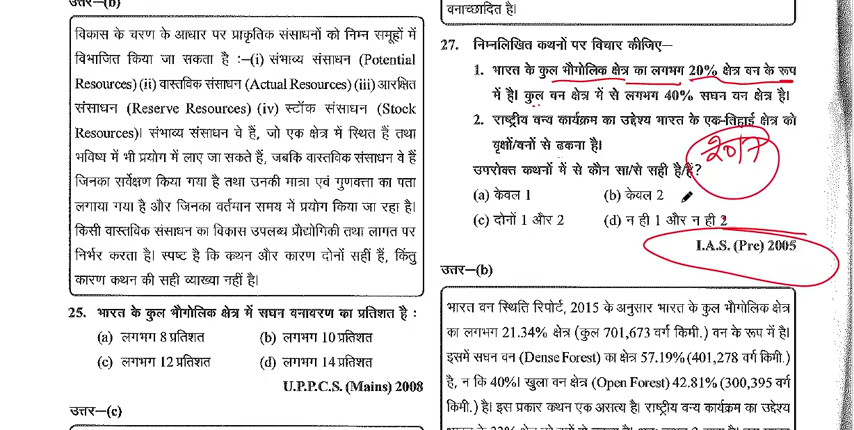 उत्तर—(b)
विकास के चरण के आधार पर प्राकृतिक संसाधनों को निम्न समूहों में
विभाजित किया जा सकता है :–(i) संभाव्य संसाधन (Potential
Resources) (ii) वास्तविक संसाधन (Actual Resources) (iii) आरक्षित
संसाधन (Reserve Resources) (iv) स्टॉक संसाधन (Stock
Resources)। संभाव्य संसाधन वे हैं, जो एक क्षेत्र में स्थित हैं तथा
भविष्य में भी प्रयोग में लाए जा सकते हैं, जबकि वास्तविक संसाधन वे हैं
जिनका सर्वेक्षण किया गया है तथा उनकी मात्रा एवं गुणवत्ता का पता
लगाया गया है और जिनका वर्तमान समय में प्रयोग किया जा रहा है।
किसी वास्तविक संसाधन का विकास उपलब्ध प्रौद्योगिकी तथा लागत पर
निर्भर करता है। स्पष्ट है कि कथन और कारण दोनों सहीं हैं, किंतु
कारण कथन की सही व्याख्या नहीं है।
25. भारत के कुल भौगोलिक क्षेत्र में सघन वनावरण का प्रतिशत है :
(a) लगभग 8 प्रतिशत (b) लगभग 10 प्रतिशत
(c) लगभग 12 प्रतिशत (d) लगभग 14 प्रतिशत
U.P.P.C.S. (Mains) 2008
उत्तर—(c)
वनाच्छादित है।
27. निम्नलिखित कथनों पर विचार कीजिए—
1. भारत के कुल भौगोलिक क्षेत्र का लगभग 20% क्षेत्र वन के रूप
में है। कुल वन क्षेत्र में से लगभग 40% सघन वन क्षेत्र है।
2. राष्ट्रीय वन्य कार्यक्रम का उद्देश्य भारत के एक-तिहाई क्षेत्र को
वृक्षों/वनों से ढकना है।
2017
उपरोक्त कथनों में से कौन सा/से सही है/हैं?
(a) केवल 1 (b) केवल 2
(c) दोनों 1 और 2 (d) न ही 1 और न ही 2
I.A.S. (Pre) 2005
उत्तर—(b)
भारत वन स्थिति रिपोर्ट, 2015 के अनुसार भारत के कुल भौगोलिक क्षेत्र
का लगभग 21.34% क्षेत्र (कुल 701,673 वर्ग किमी.) वन के रूप में है।
इसमें सघन वन (Dense Forest) का क्षेत्र 57.19% (401,278 वर्ग किमी.)
है, न कि 40%। खुला वन क्षेत्र (Open Forest) 42.81% (300,395 वर्ग
किमी.) है। इस प्रकार कथन एक असत्य है। राष्ट्रीय वन्य कार्यक्रम का उद्देश्य